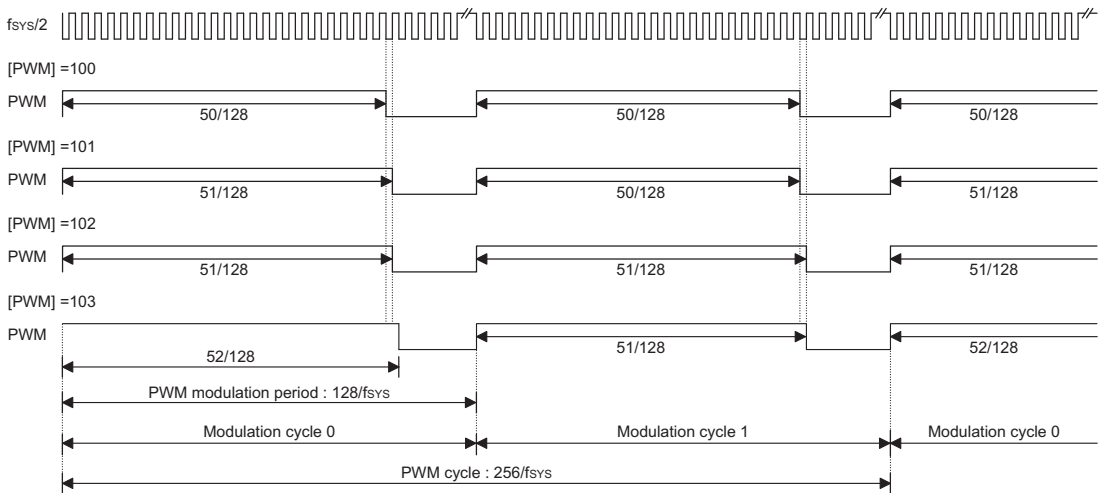 fSYS/2
[PWM] =100
PWM
50/128 50/128 50/128
[PWM] =101
PWM
51/128 50/128 51/128
[PWM] =102
PWM
51/128 51/128 51/128
[PWM] =103
PWM
52/128 51/128 52/128
PWM modulation period : 128/fSYS
Modulation cycle 0 Modulation cycle 1 Modulation cycle 0
PWM cycle : 256/fSYS